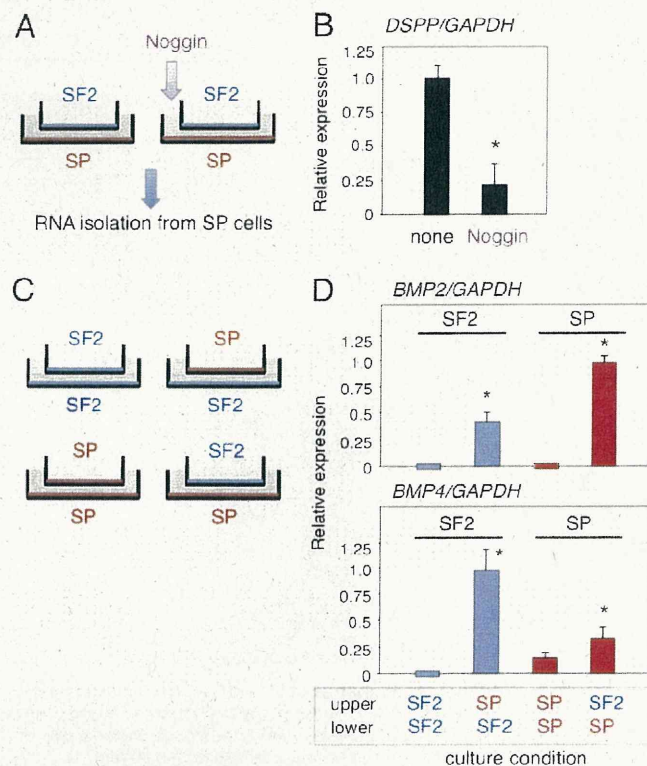 A
Noggin
SF2 SF2
SP SP
RNA isolation from SP cells
B
DSPP/GAPDH
Relative expression
1.25
1.0
0.5
0.25
0
*
none Noggin
C
SF2 SP
SF2 SF2
SP SF2
SP SP
D
BMP2/GAPDH
SF2 SP
Relative expression
1.25
1.0
0.75
0.5
0.25
0
* *
BMP4/GAPDH
SF2 SP
1.25
1.0
0.75
0.5
0.25
0
* *
upper SF2 SP SP SF2
lower SF2 SF2 SP SP
culture condition